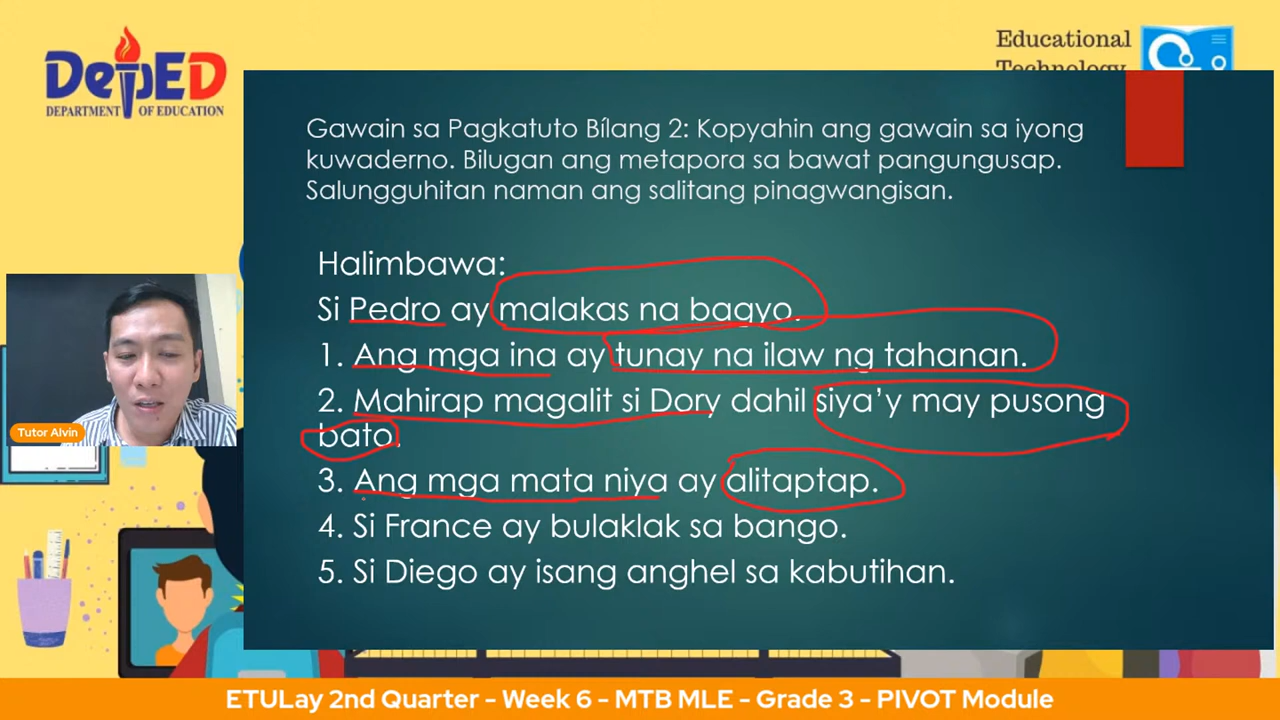 DepED
DEPARTMENT OF EDUCATION
Educational
Technology
Gawain sa Pagkatuto Bílang 2: Kopyahin ang gawain sa iyong
kuwaderno. Bilugan ang metapora sa bawat pangungusap.
Salungguhitan naman ang salitang pinagwangisan.
Halimbawa:
Si Pedro ay malakas na bagyo.
1. Ang mga ina ay tunay na ilaw ng tahanan.
2. Mahirap magalit si Dory dahil siya’y may pusong
bato.
3. Ang mga mata niya ay alitaptap.
4. Si France ay bulaklak sa bango.
5. Si Diego ay isang anghel sa kabutihan.
Tutor Alvin
ETULay 2nd Quarter - Week 6 - MTB MLE - Grade 3 - PIVOT Module